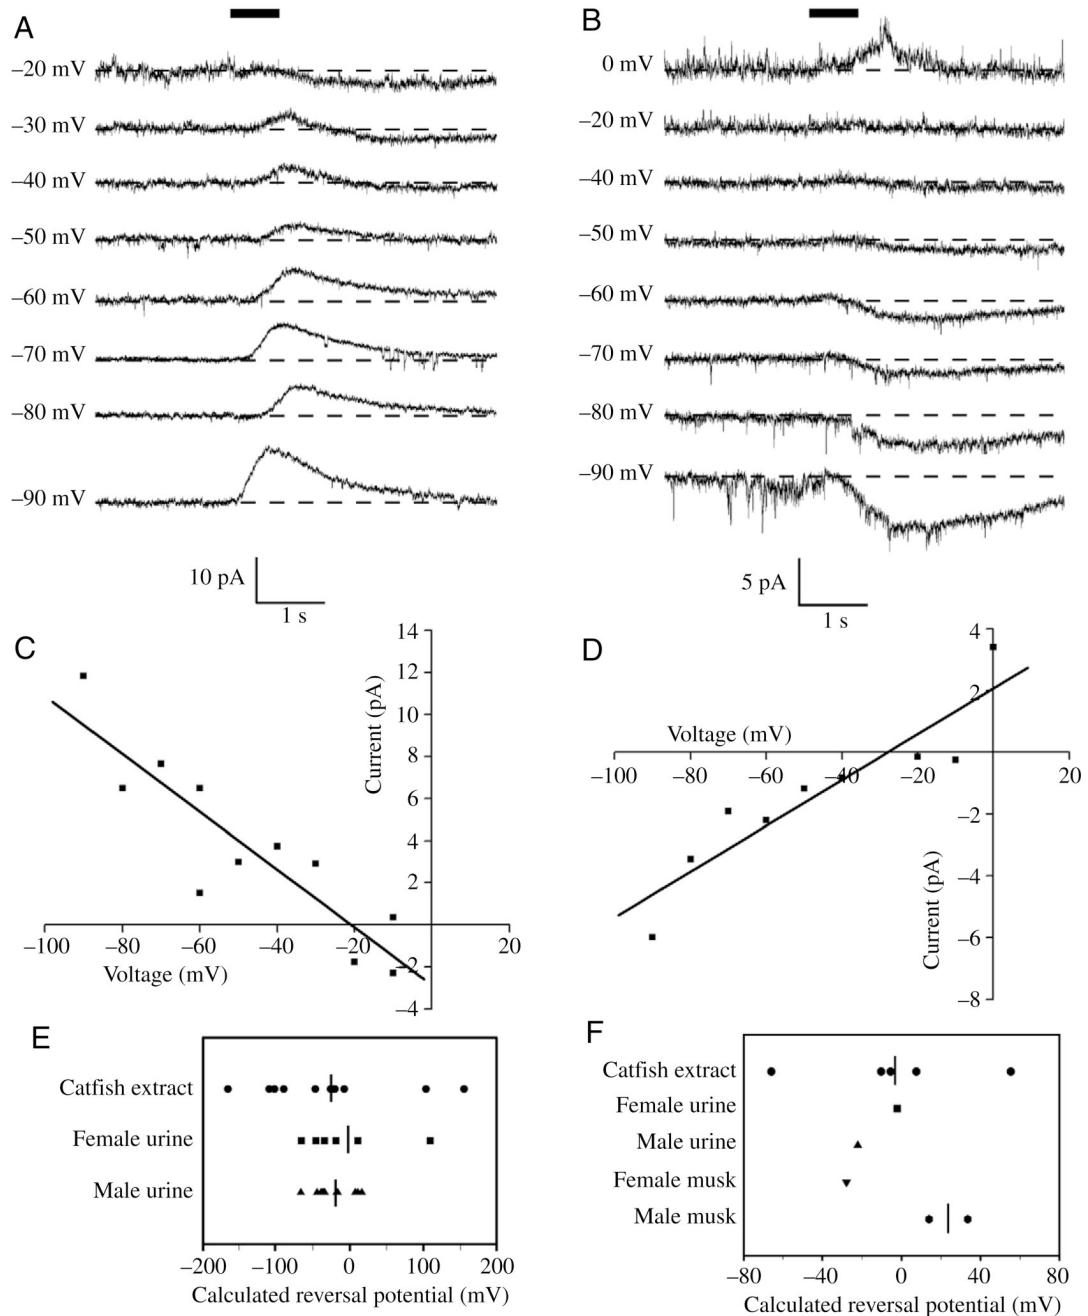 A
–20 mV
–30 mV
–40 mV
–50 mV
–60 mV
–70 mV
–80 mV
–90 mV
10 pA
1 s
B
0 mV
–20 mV
–40 mV
–50 mV
–60 mV
–70 mV
–80 mV
–90 mV
5 pA
1 s
C
14
12
10
8
6
4
2
–2
–4
Current (pA)
–100
–80
–60
–40
–20
20
Voltage (mV)
D
4
2
–2
–4
–6
–8
Voltage (mV)
–100
–80
–60
–40
–20
0
20
Current (pA)
E
Catfish extract
Female urine
Male urine
–200
–100
0
100
200
Calculated reversal potential (mV)
F
Catfish extract
Female urine
Male urine
Female musk
Male musk
–80
–40
0
40
80
Calculated reversal potential (mV)